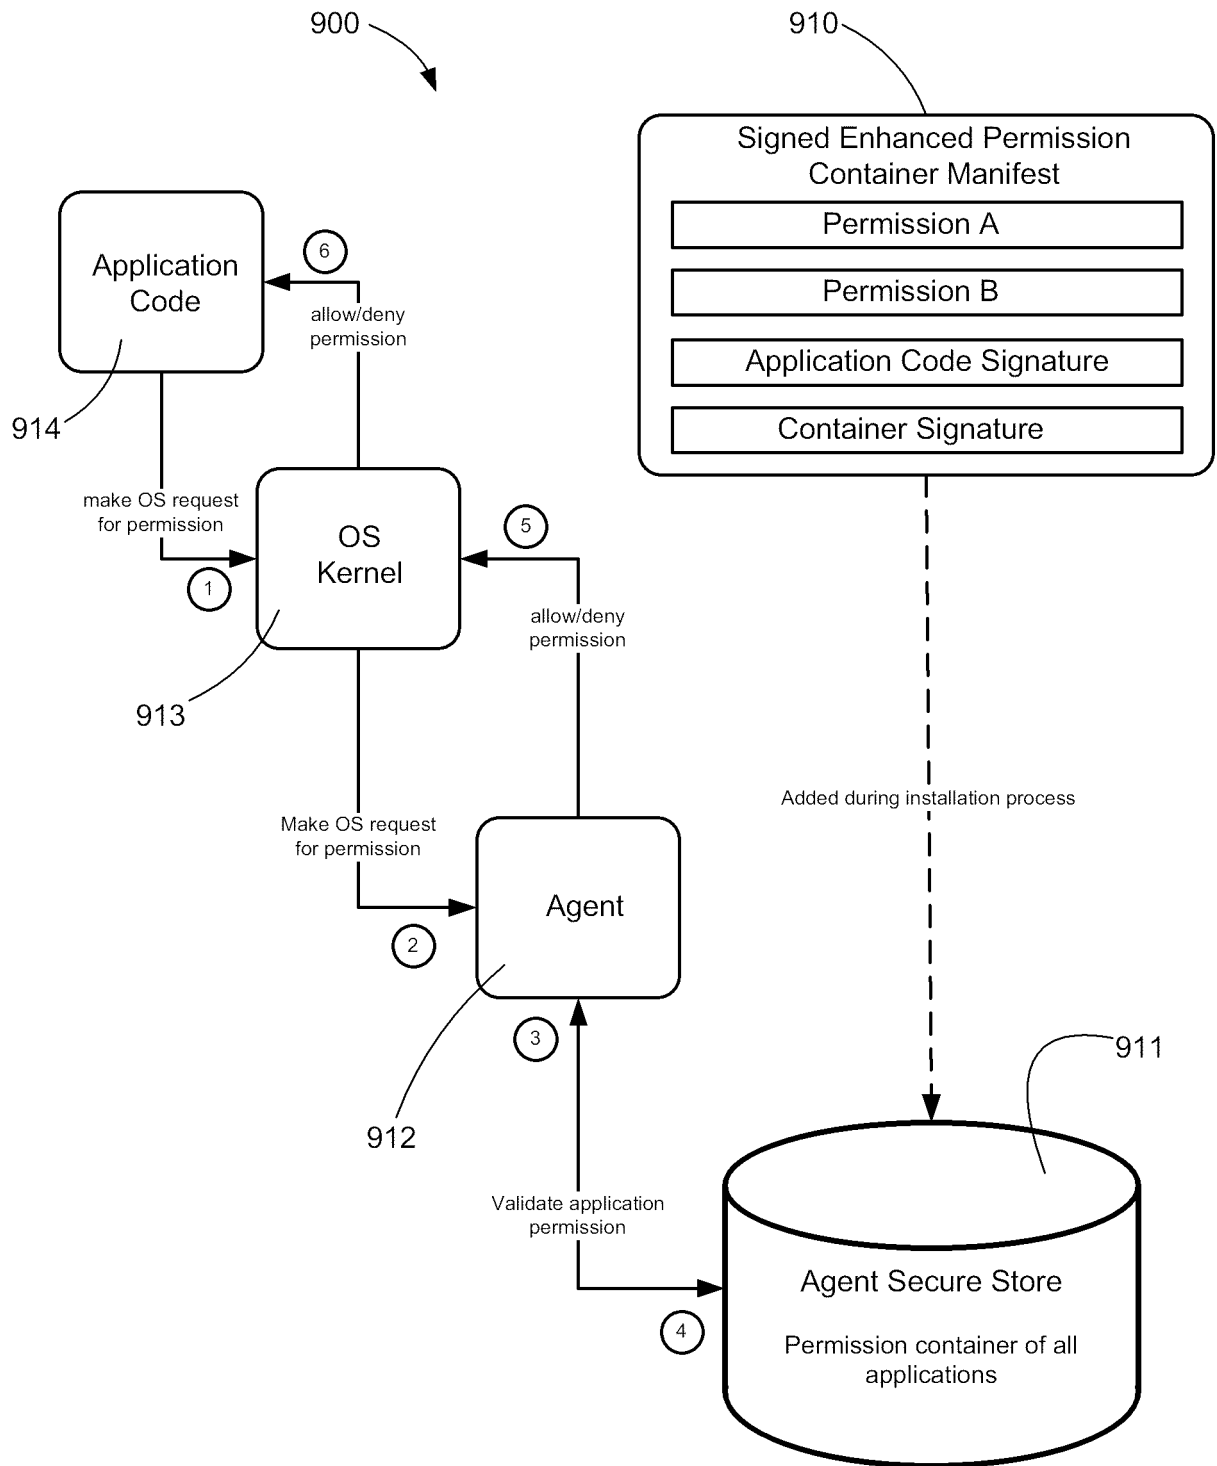 900
910
Signed Enhanced Permission
Container Manifest
Permission A
Permission B
Application Code Signature
Container Signature
Application
Code
6
allow/deny
permission
914
make OS request
for permission
1
OS
Kernel
5
allow/deny
permission
913
Make OS request
for permission
2
Agent
Added during installation process
3
912
911
Validate application
permission
4
Agent Secure Store
Permission container of all
applications